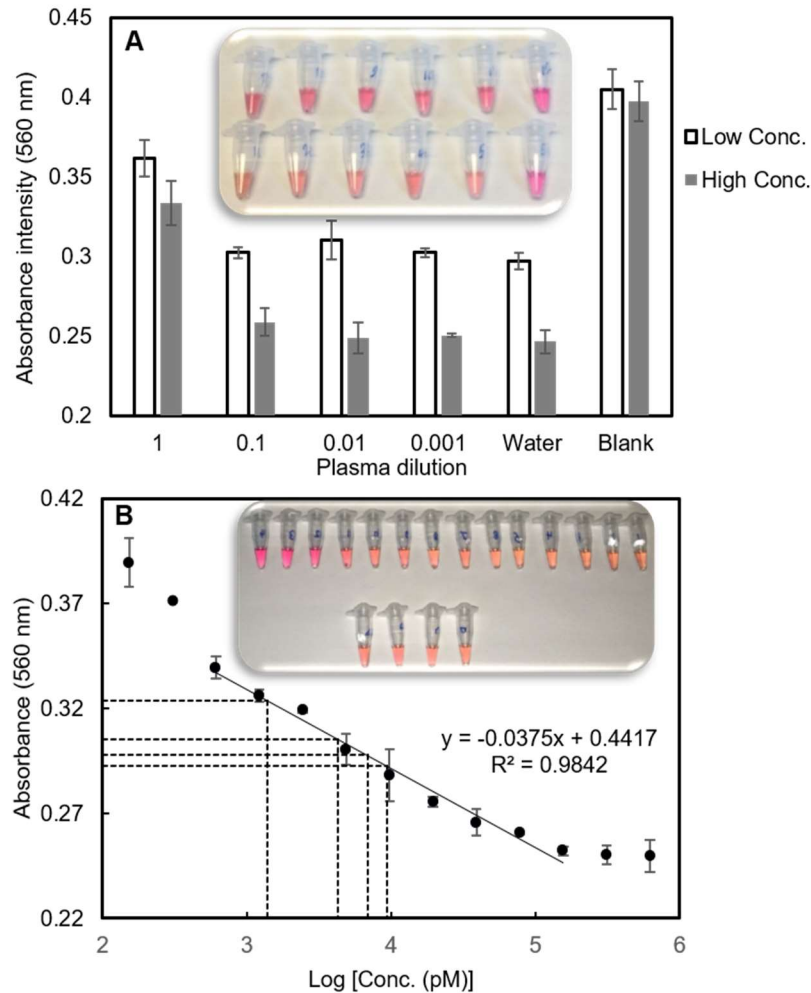 0.45
A
0.4
0.35
0.3
0.25
0.2
Absorbance intensity (560 nm)
Low Conc.
High Conc.
1 0.1 0.01 0.001 Water Blank
Plasma dilution
0.42
B
0.37
0.32
0.27
0.22
Absorbance (560 nm)
y = -0.0375x + 0.4417
R² = 0.9842
2 3 4 5 6
Log [Conc. (pM)]